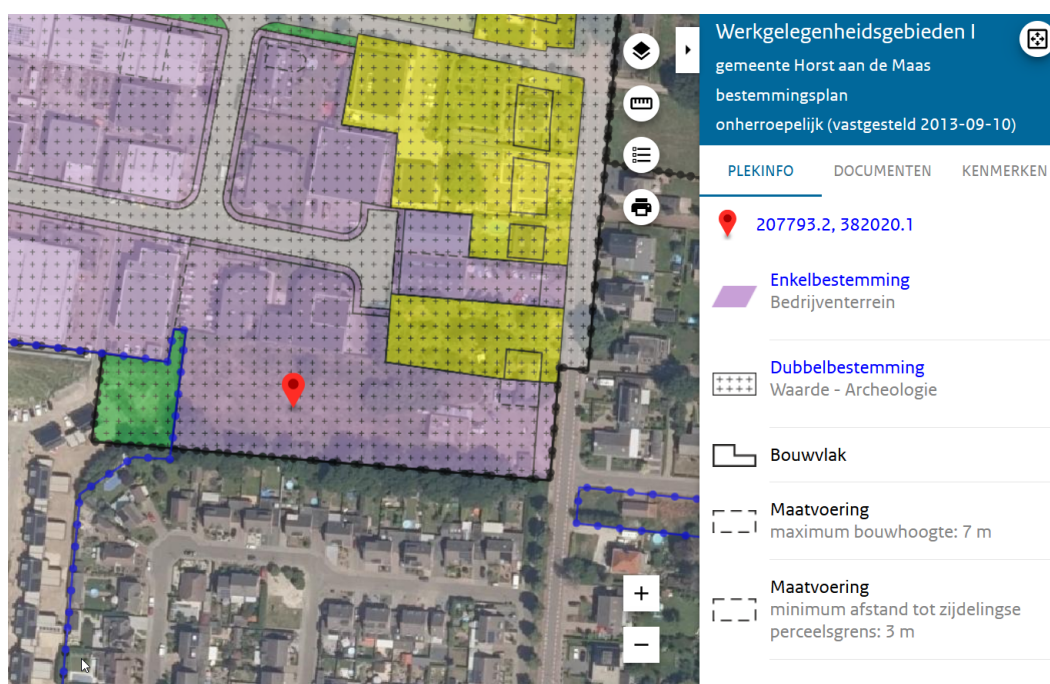 Werkgelegenheidsgebieden I
gemeente Horst aan de Maas
bestemmingsplan
onherroepelijk (vastgesteld 2013-09-10)
PLEKINFO
DOCUMENTEN
KENMERKEN
207793.2, 382020.1
Enkelbestemming
Bedrijventerrein
Dubbelbestemming
Waarde - Archeologie
Bouwvlak
Maatvoering
maximum bouwhoogte: 7 m
Maatvoering
minimum afstand tot zijdelingse
perceelsgrens: 3 m